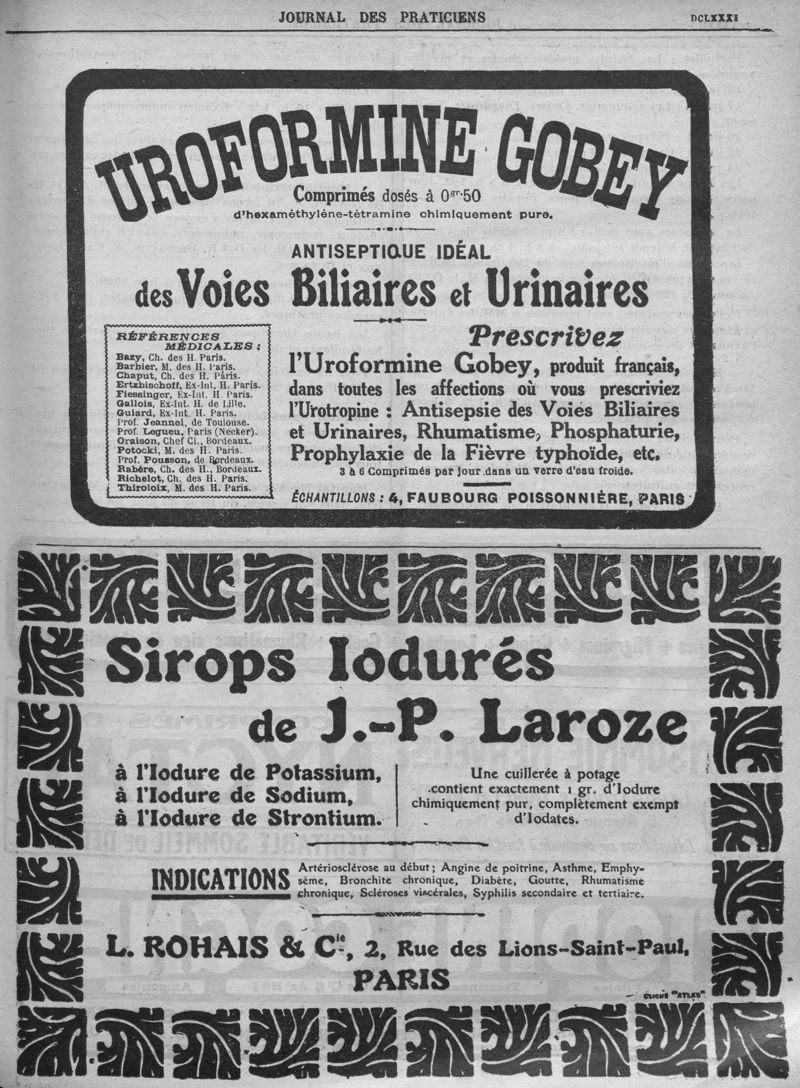 JOURNAL DES PRATICIENS
DCLXXXI
UROFORMINE GOBEY
Comprimés dosés à 0gr.50
d'hexaméthylène-tétramine chimiquement pure.
ANTISEPTIQUE IDÉAL
des Voies Biliaires et Urinaires
RÉFÉRENCES
MÉDICALES :
Bazy, Ch. des H. Paris.
Barbier, M. des H. Paris.
Chaput, Ch. des H. Paris.
Ertzbischoff, Ex-Int. H. Paris.
Fiessinger, Ex-Int. H. Paris.
Gallois, Ex-Int. H. de Lille.
Guiard, Ex-Int. H. Paris.
Prof. Jeannel, de Toulouse.
Prof. Legueu, Paris (Necker).
Oraison, Chef Cl., Bordeaux.
Potocki, M. des H. Paris.
Prof. Pousson, de Bordeaux.
Rabère, Ch. des H., Bordeaux.
Richelot, Ch. des H. Paris.
Thiroloix, M. des H. Paris.
Prescrivez
l'Uroformine Gobey, produit français,
dans toutes les affections où vous prescriviez
l'Urotropine : Antisepsie des Voies Biliaires
et Urinaires, Rhumatisme, Phosphaturie,
Prophylaxie de la Fièvre typhoïde, etc.
3 à 6 Comprimés par jour dans un verre d'eau froide.
ÉCHANTILLONS : 4, FAUBOURG POISSONNIÈRE, PARIS
Sirops Iodurés
de J.-P. Laroze
à l'Iodure de Potassium,
à l'Iodure de Sodium,
à l'Iodure de Strontium.
Une cuillerée à potage
contient exactement 1 gr. d'Iodure
chimiquement pur, complètement exempt
d'Iodates.
INDICATIONS
Artériosclérose au début; Angine de poitrine, Asthme, Emphy-
sème, Bronchite chronique, Diabète, Goutte, Rhumatisme
chronique, Scléroses viscérales, Syphilis secondaire et tertiaire.
L. ROHAIS & Cie, 2, Rue des Lions-Saint-Paul,
PARIS
CLICHÉ "ATLAS"